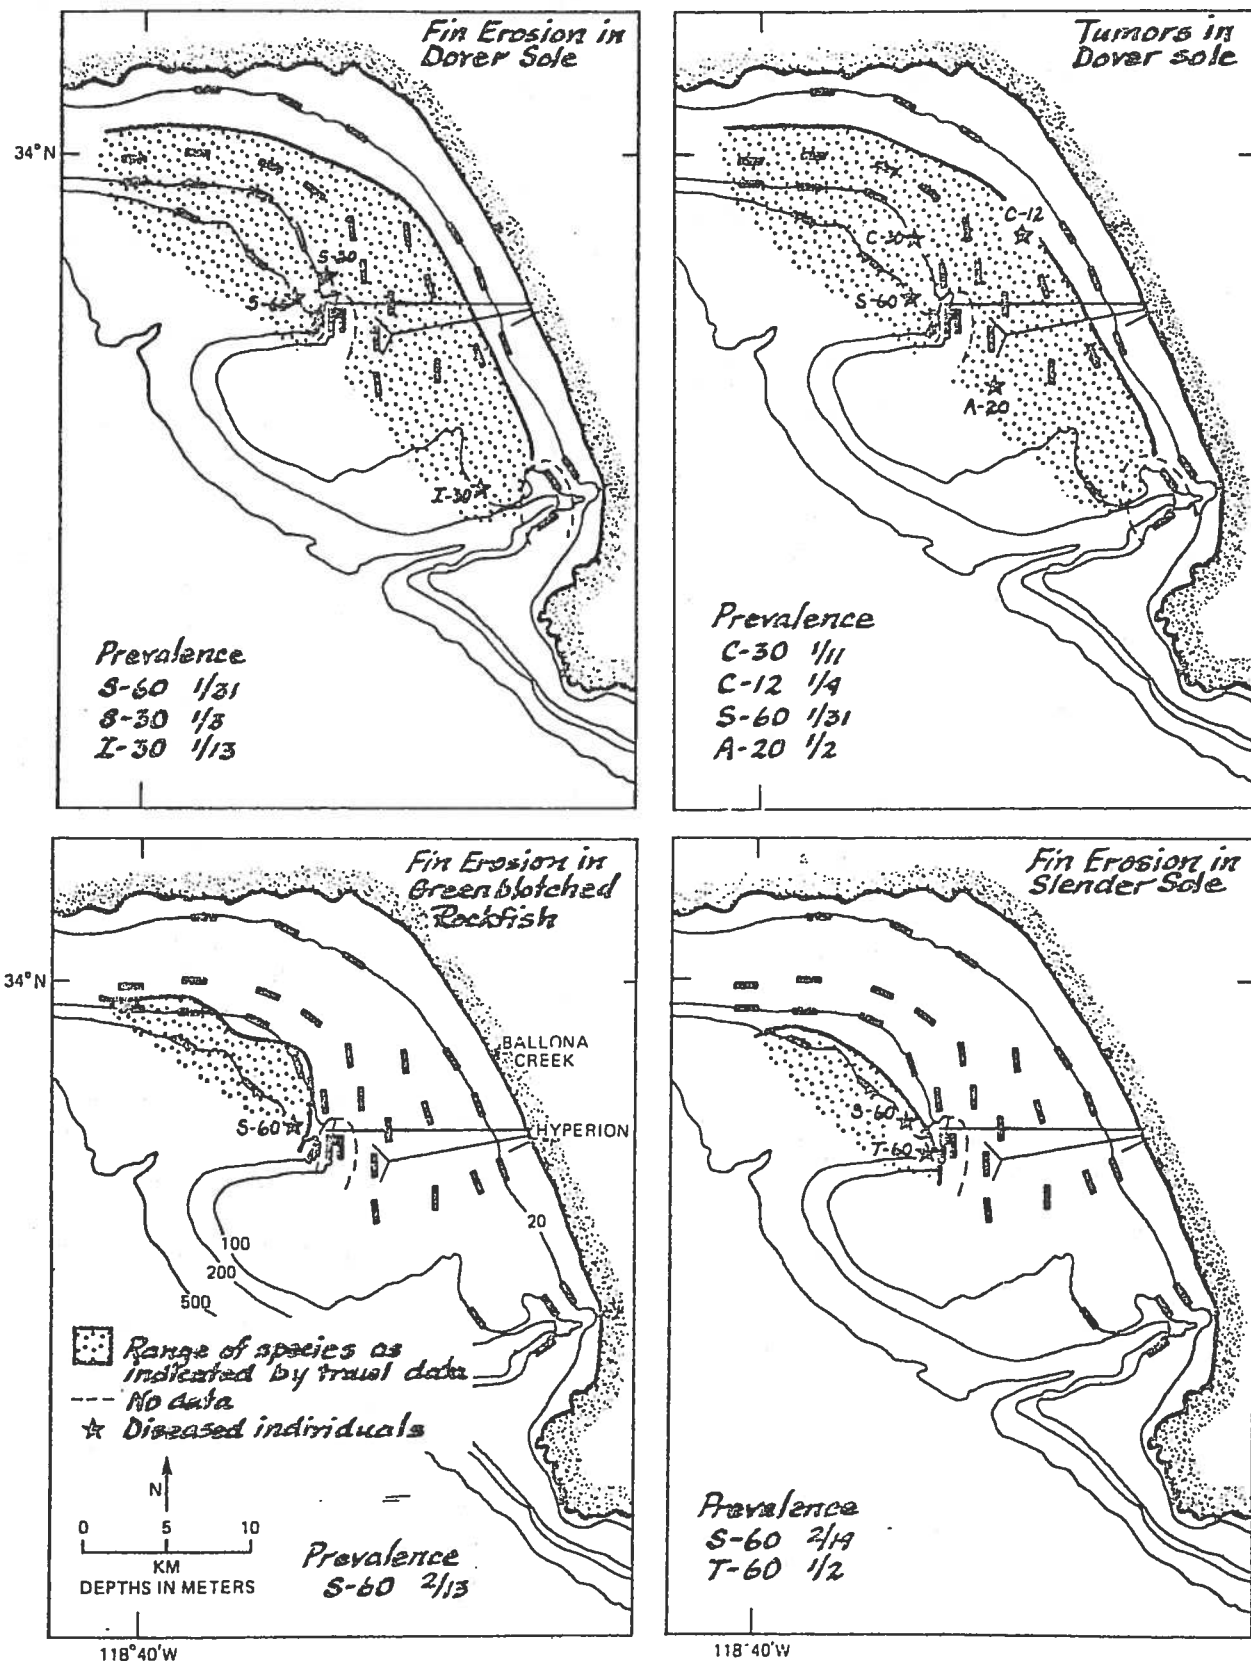 Fin Erosion in
Dover Sole
34°N
S-30
I-30
Prevalence
S-60 1/31
S-30 1/3
I-30 1/13
Tumors in
Dover sole
C-12
C-30
S-60
A-20
Prevalence
C-30 1/11
C-12 1/4
S-60 1/31
A-20 1/2
Fin Erosion in
Greenblotched
Rockfish
34°N
BALLONA
CREEK
S-60
HYPERION
20
100
200
500
Range of species as
indicated by trawl data
No data
Diseased individuals
N
0 5 10
KM
DEPTHS IN METERS
Prevalence
S-60 2/13
118°40'W
Fin Erosion in
Slender Sole
S-60
T-60
Prevalence
S-60 2/19
T-60 1/2
118°40'W